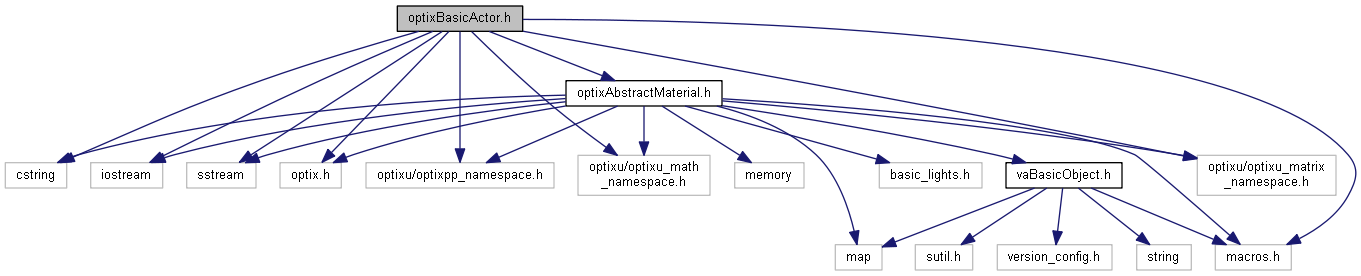 optixBasicActor.h
optixAbstractMaterial.h
cstring
iostream
sstream
optix.h
optixu/optixpp_namespace.h
optixu/optixu_math
_namespace.h
memory
basic_lights.h
vaBasicObject.h
optixu/optixu_matrix
_namespace.h
map
sutil.h
version_config.h
string
macros.h